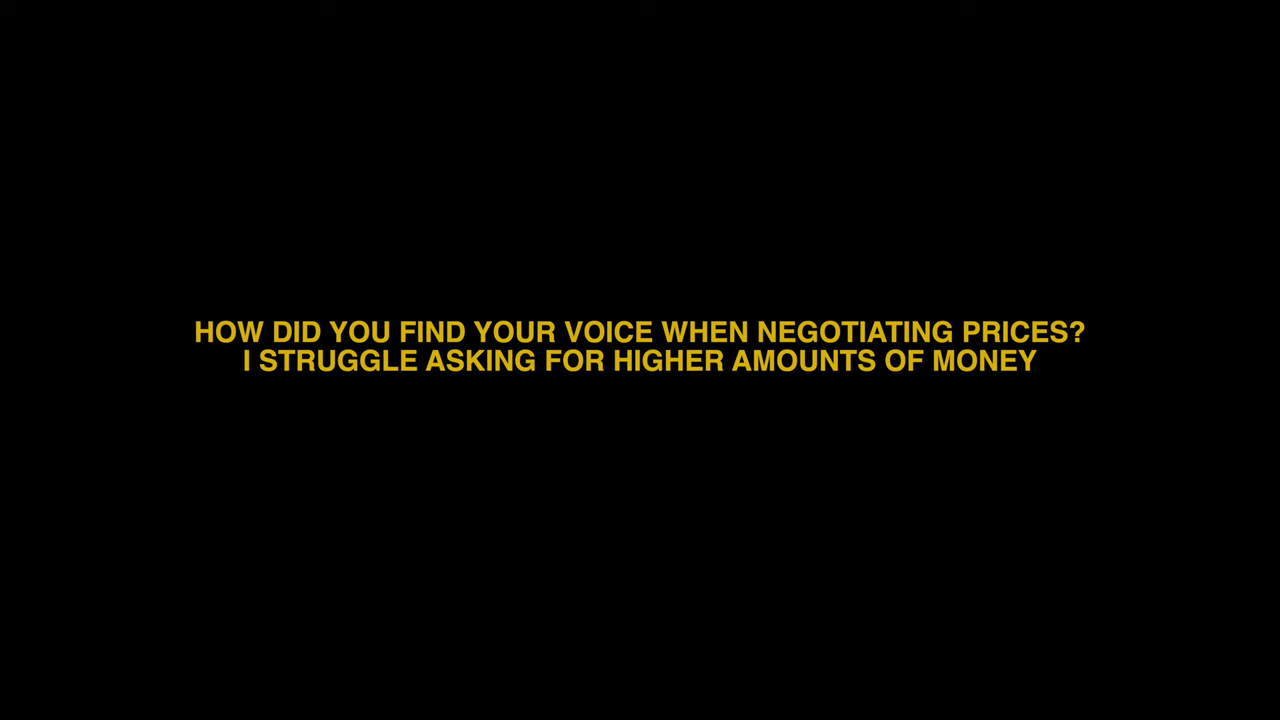 HOW DID YOU FIND YOUR VOICE WHEN NEGOTIATING PRICES?
I STRUGGLE ASKING FOR HIGHER AMOUNTS OF MONEY